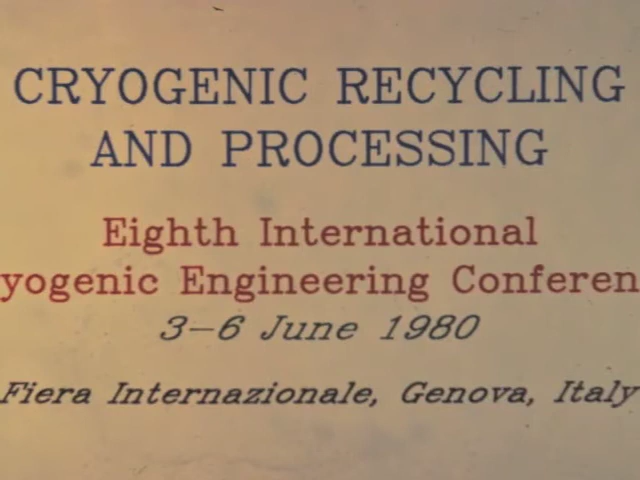 CRYOGENIC RECYCLING
AND PROCESSING
Eighth International
yogenic Engineering Conferen
3-6 June 1980
Fiera Internazionale, Genova, Italy